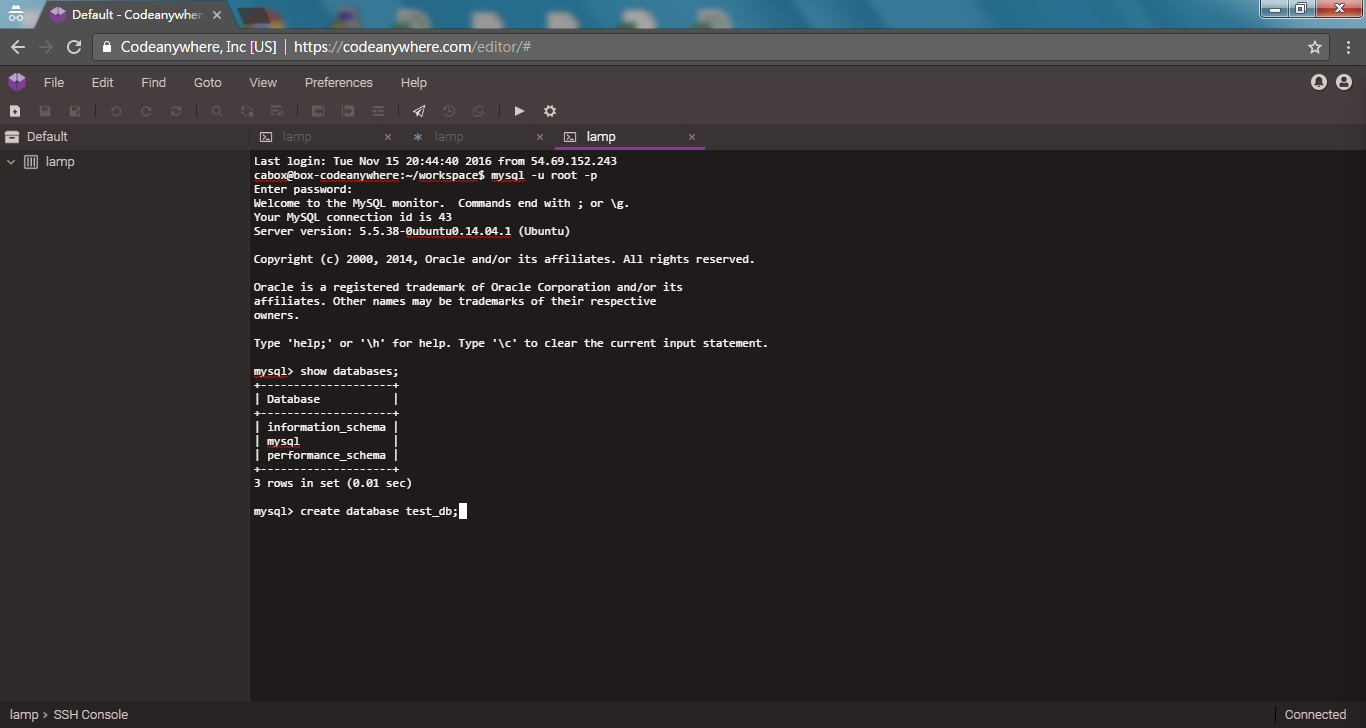 Default - Codeanywher
Codeanywhere, Inc [US] | https://codeanywhere.com/editor/#
File Edit Find Goto View Preferences Help
Default
lamp
lamp lamp lamp
Last login: Tue Nov 15 20:44:40 2016 from 54.69.152.243
cabox@box-codeanywhere:~/workspace$ mysql -u root -p
Enter password:
Welcome to the MySQL monitor.  Commands end with ; or \g.
Your MySQL connection id is 43
Server version: 5.5.38-0ubuntu0.14.04.1 (Ubuntu)
Copyright (c) 2000, 2014, Oracle and/or its affiliates. All rights reserved.
Oracle is a registered trademark of Oracle Corporation and/or its
affiliates. Other names may be trademarks of their respective
owners.
Type 'help;' or '\h' for help. Type '\c' to clear the current input statement.
mysql> show databases;
+--------------------+
| Database           |
+--------------------+
| information_schema |
| mysql              |
| performance_schema |
+--------------------+
3 rows in set (0.01 sec)
mysql> create database test_db;
lamp › SSH Console
Connected